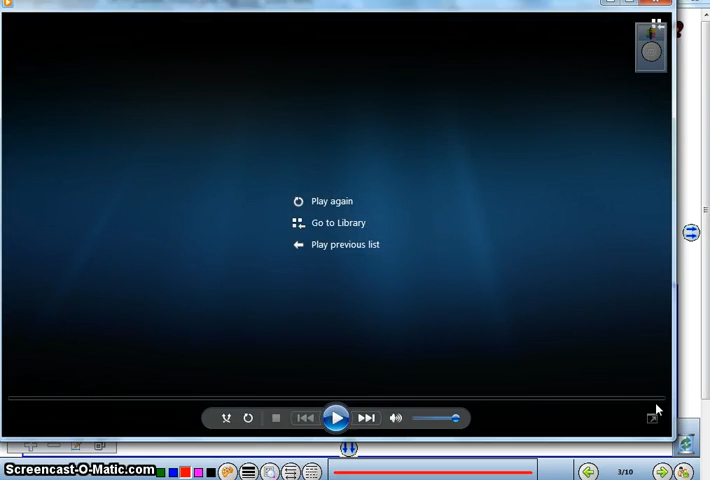 Play again
Go to Library
Play previous list
Screencast-O-Matic.com
3/10